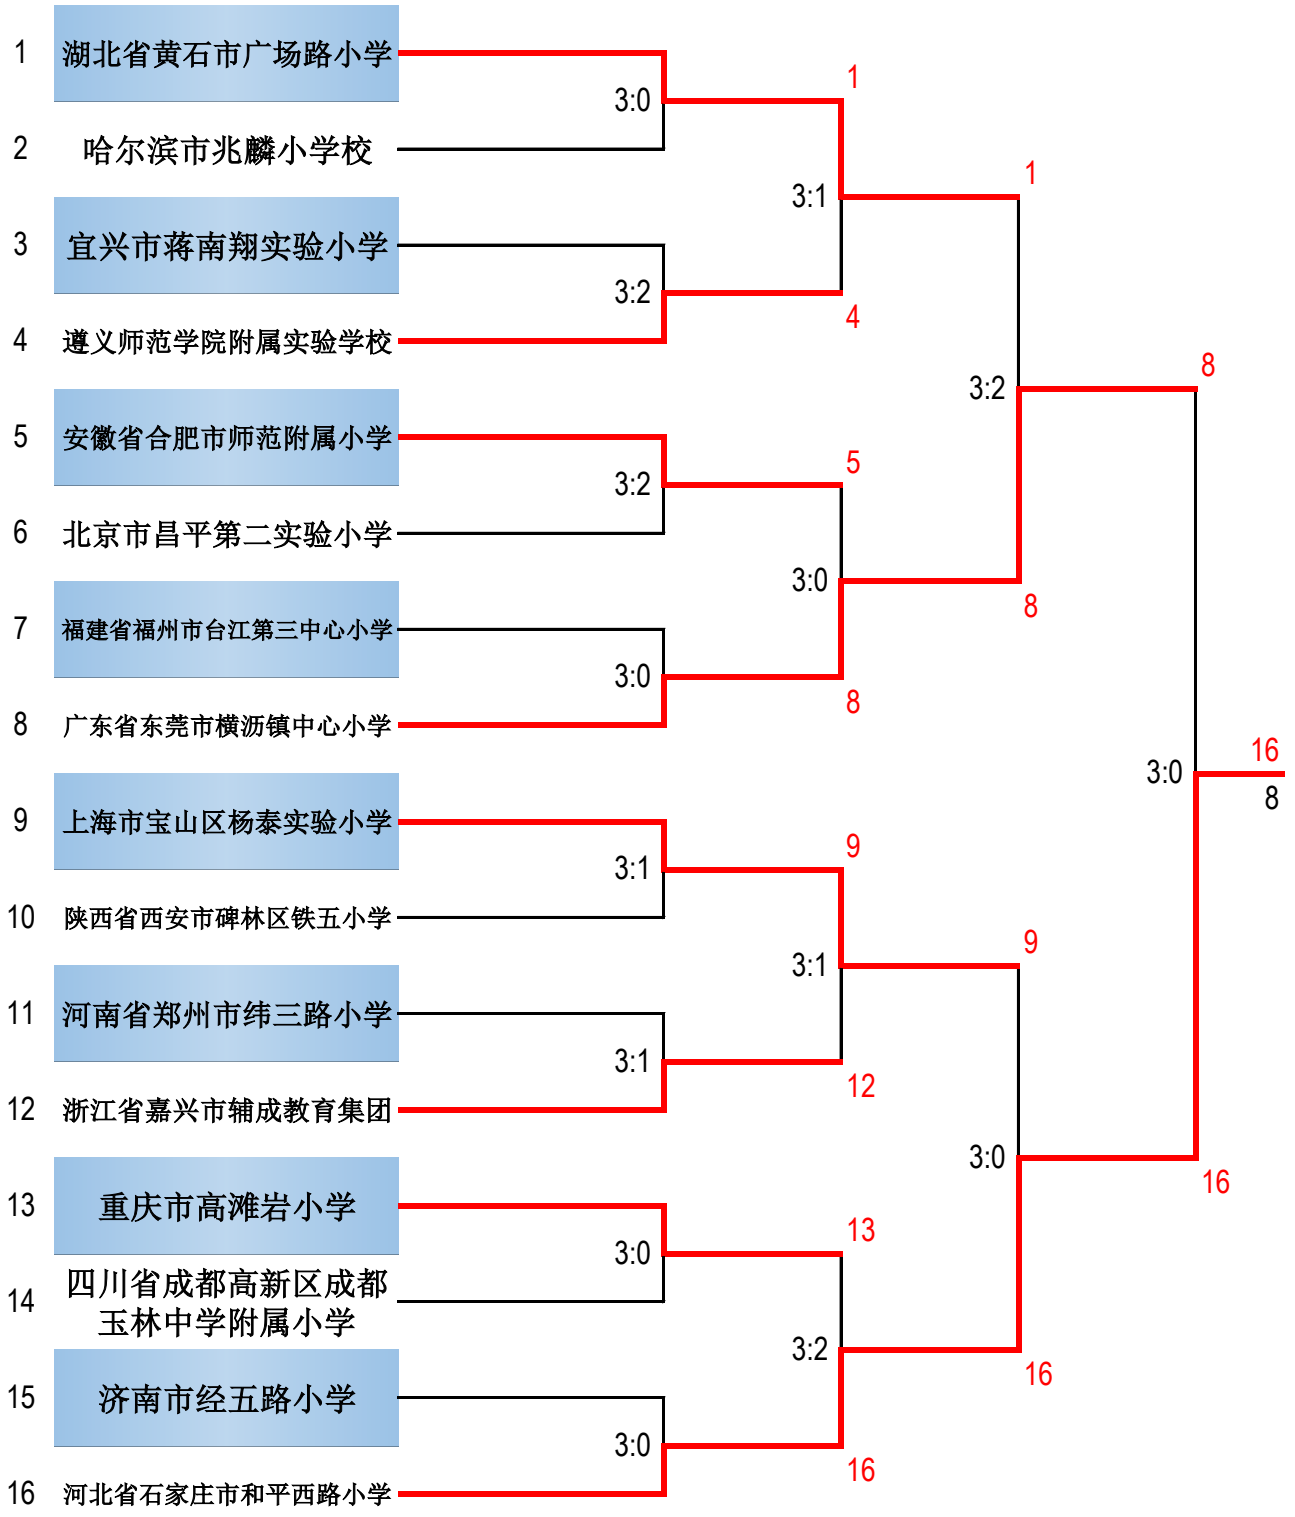 1 湖北省黄石市广场路小学
1
3:0
2 哈尔滨市兆麟小学校
1
3:1
3 宜兴市蒋南翔实验小学
3:2
4
4 遵义师范学院附属实验学校
8
3:2
5 安徽省合肥市师范附属小学
5
3:2
6 北京市昌平第二实验小学
3:0
8
7 福建省福州市台江第三中心小学
3:0
8
8 广东省东莞市横沥镇中心小学
16
3:0
8
9 上海市宝山区杨泰实验小学
9
3:1
10 陕西省西安市碑林区铁五小学
9
3:1
11 河南省郑州市纬三路小学
3:1
12
12 浙江省嘉兴市辅成教育集团
3:0
16
13 重庆市高滩岩小学
13
3:0
14 四川省成都高新区成都
玉林中学附属小学
3:2
16
15 济南市经五路小学
3:0
16
16 河北省石家庄市和平西路小学